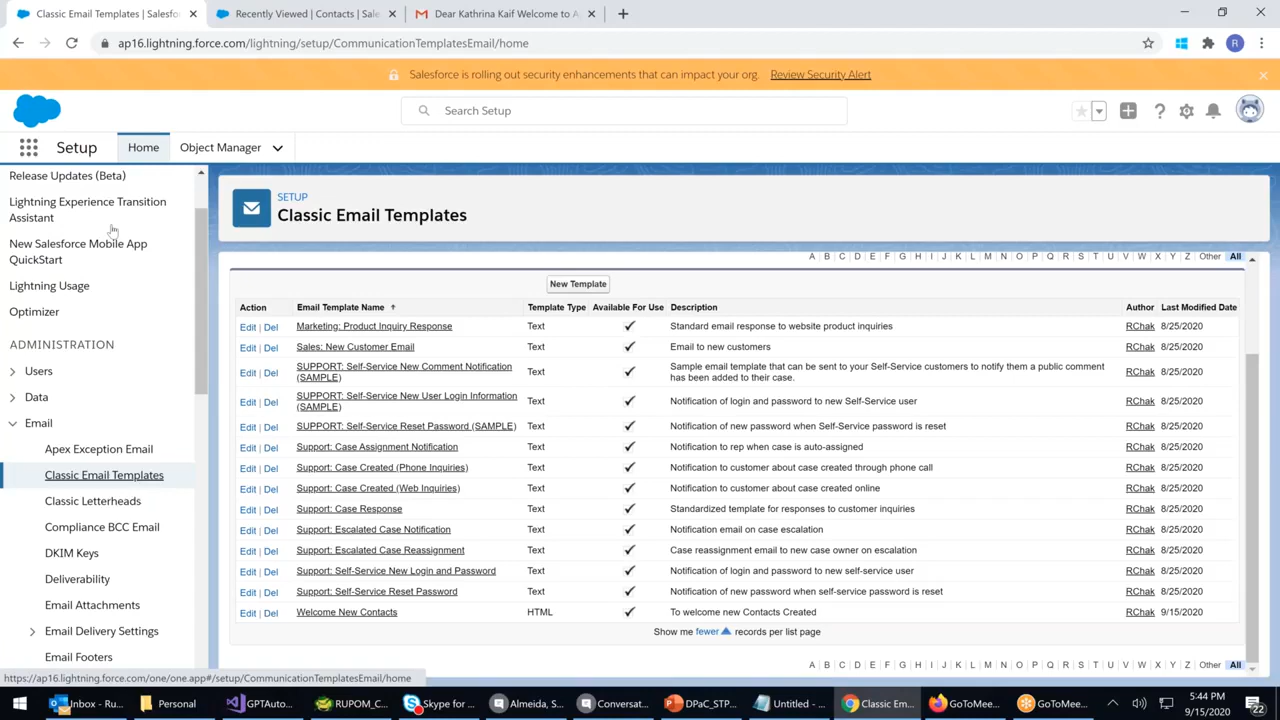 Classic Email Templates | Salesfor
Recently Viewed | Contacts | Sale
Dear Kathrina Kaif Welcome to A
ap16.lightning.force.com/lightning/setup/CommunicationTemplatesEmail/home
R
Salesforce is rolling out security enhancements that can impact your org. Review Security Alert
Search Setup
Setup
Home
Object Manager
Release Updates (Beta)
Lightning Experience Transition
Assistant
New Salesforce Mobile App
QuickStart
Lightning Usage
Optimizer
ADMINISTRATION
Users
Data
Email
Apex Exception Email
Classic Email Templates
Classic Letterheads
Compliance BCC Email
DKIM Keys
Deliverability
Email Attachments
Email Delivery Settings
Email Footers
SETUP
Classic Email Templates
A | B | C | D | E | F | G | H | I | J | K | L | M | N | O | P | Q | R | S | T | U | V | W | X | Y | Z | Other All
New Template
Action Email Template Name Template Type Available For Use Description Author Last Modified Date
Edit | Del Marketing: Product Inquiry Response Text Standard email response to website product inquiries RChak 8/25/2020
Edit | Del Sales: New Customer Email Text Email to new customers RChak 8/25/2020
Edit | Del SUPPORT: Self-Service New Comment Notification (SAMPLE) Text Sample email template that can be sent to your Self-Service customers to notify them a public comment has been added to their case. RChak 8/25/2020
Edit | Del SUPPORT: Self-Service New User Login Information (SAMPLE) Text Notification of login and password to new Self-Service user RChak 8/25/2020
Edit | Del SUPPORT: Self-Service Reset Password (SAMPLE) Text Notification of new password when Self-Service password is reset RChak 8/25/2020
Edit | Del Support: Case Assignment Notification Text Notification to rep when case is auto-assigned RChak 8/25/2020
Edit | Del Support: Case Created (Phone Inquiries) Text Notification to customer about case created through phone call RChak 8/25/2020
Edit | Del Support: Case Created (Web Inquiries) Text Notification to customer about case created online RChak 8/25/2020
Edit | Del Support: Case Response Text Standardized template for responses to customer inquiries RChak 8/25/2020
Edit | Del Support: Escalated Case Notification Text Notification email on case escalation RChak 8/25/2020
Edit | Del Support: Escalated Case Reassignment Text Case reassignment email to new case owner on escalation RChak 8/25/2020
Edit | Del Support: Self-Service New Login and Password Text Notification of login and password to new self-service user RChak 8/25/2020
Edit | Del Support: Self-Service Reset Password Text Notification of new password when self-service password is reset RChak 8/25/2020
Edit | Del Welcome New Contacts HTML To welcome new Contacts Created RChak 9/15/2020
Show me fewer records per list page
A | B | C | D | E | F | G | H | I | J | K | L | M | N | O | P | Q | R | S | T | U | V | W | X | Y | Z | Other All
https://ap16.lightning.force.com/one/one.app#/setup/CommunicationTemplatesEmail/home
Inbox - Ru...
Personal
GPTAuto...
RUPOM_C...
Skype for ...
Almeida, S...
Conversat...
DPaC_STP...
Untitled - ...
Classic Em...
GoToMee...
GoToMee...
5:44 PM
9/15/2020
22